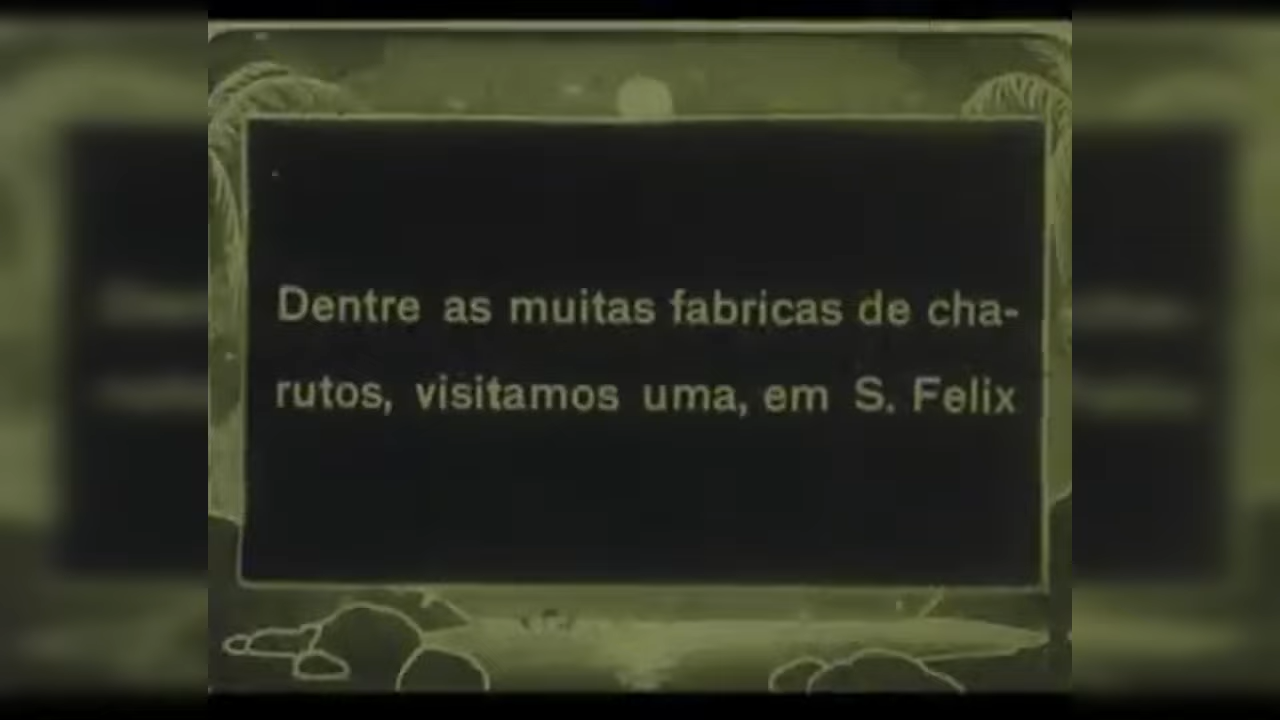 Dentre as muitas fabricas de cha-
rutos, visitamos uma, em S. Felix